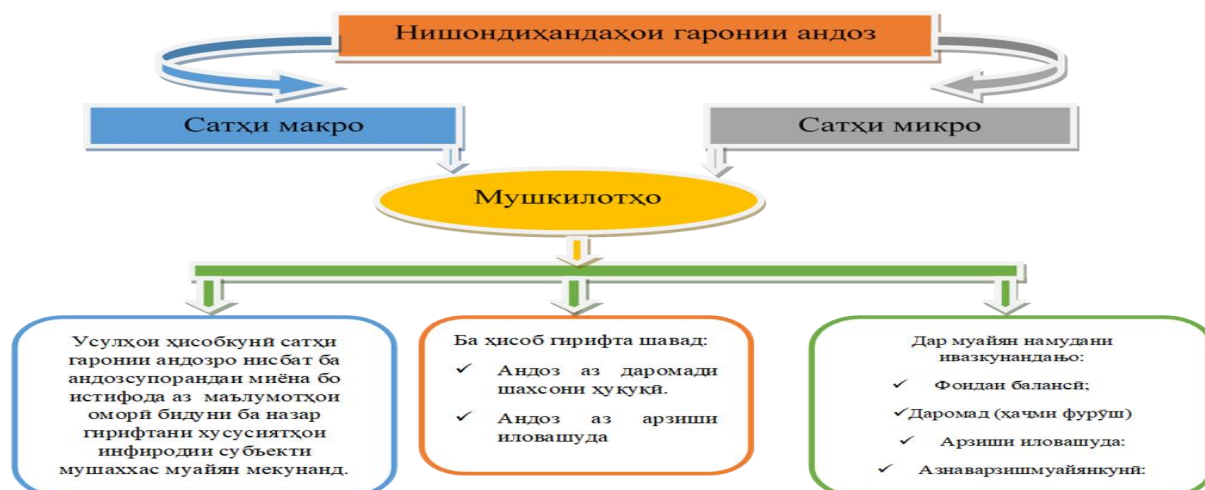 Нишондиҳандаҳои гаронии андоз
Сатҳи макро
Сатҳи микро
Мушкилотҳо
Усулҳои ҳисобкунӣ сатҳи
гаронии андозро нисбат ба
андозсупорандаи миёна бо
истифода аз маълумотҳои
оморӣ бидуни ба назар
гирифтани хусусиятҳои
инфиродии субъекти
мушаххас муайян мекунанд.
Ба ҳисоб гирифта шавад:
✓ Андоз аз даромади
шахсони ҳуқуқӣ.
✓ Андоз аз арзиши
иловашуда
Дар муайян намудани
ивазкунандањо:
✓ Фоидаи балансӣ;
✓Даромад (ҳаҷми фурӯш)
✓ Арзиши иловашуда:
✓ Азнаварзишмуайянкунӣ: